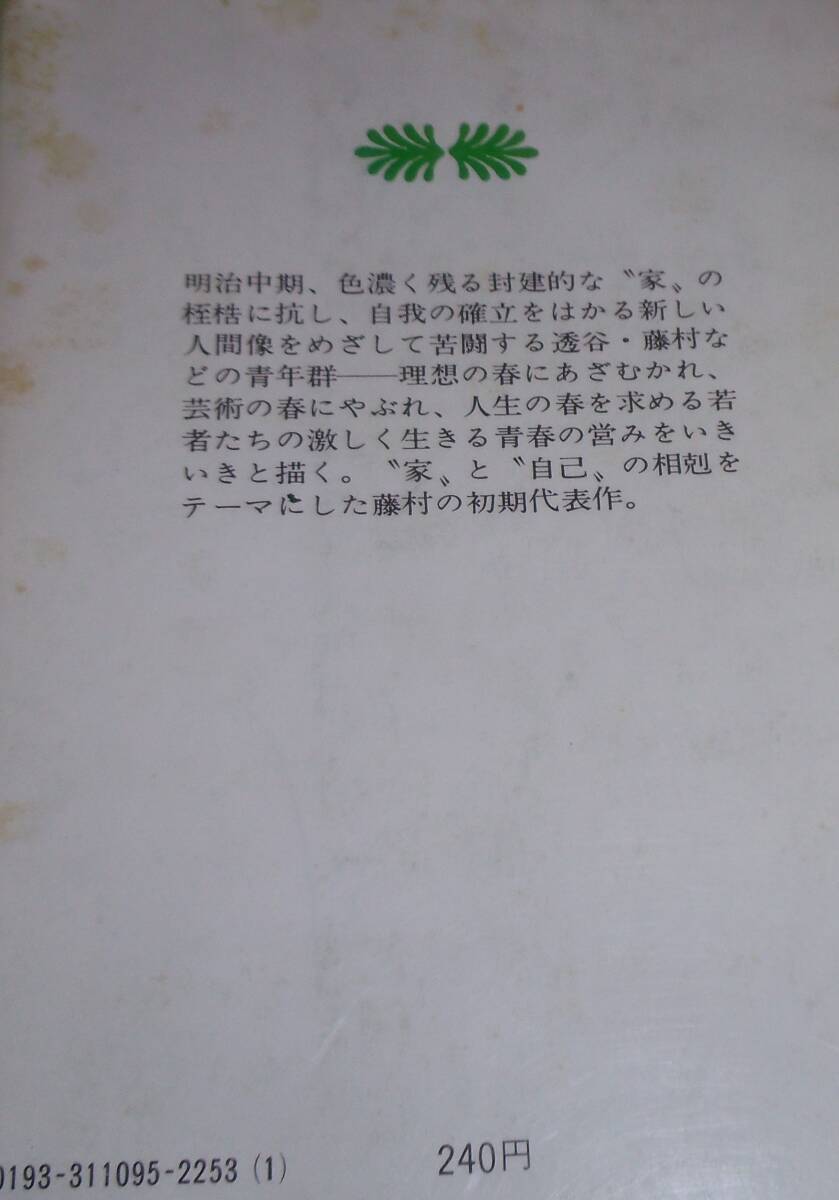 明治中期、色濃く残る封建的な〝家〟の
桎梏に抗し、自我の確立をはかる新しい
人間像をめざして苦闘する透谷・藤村な
どの青年群――理想の春にあざむかれ、
芸術の春にやぶれ、人生の春を求める若
者たちの激しく生きる青春の営みをいき
いきと描く。〝家〟と〝自己〟の相剋を
テーマにした藤村の初期代表作。
0193-311095-2253 (1)
240円